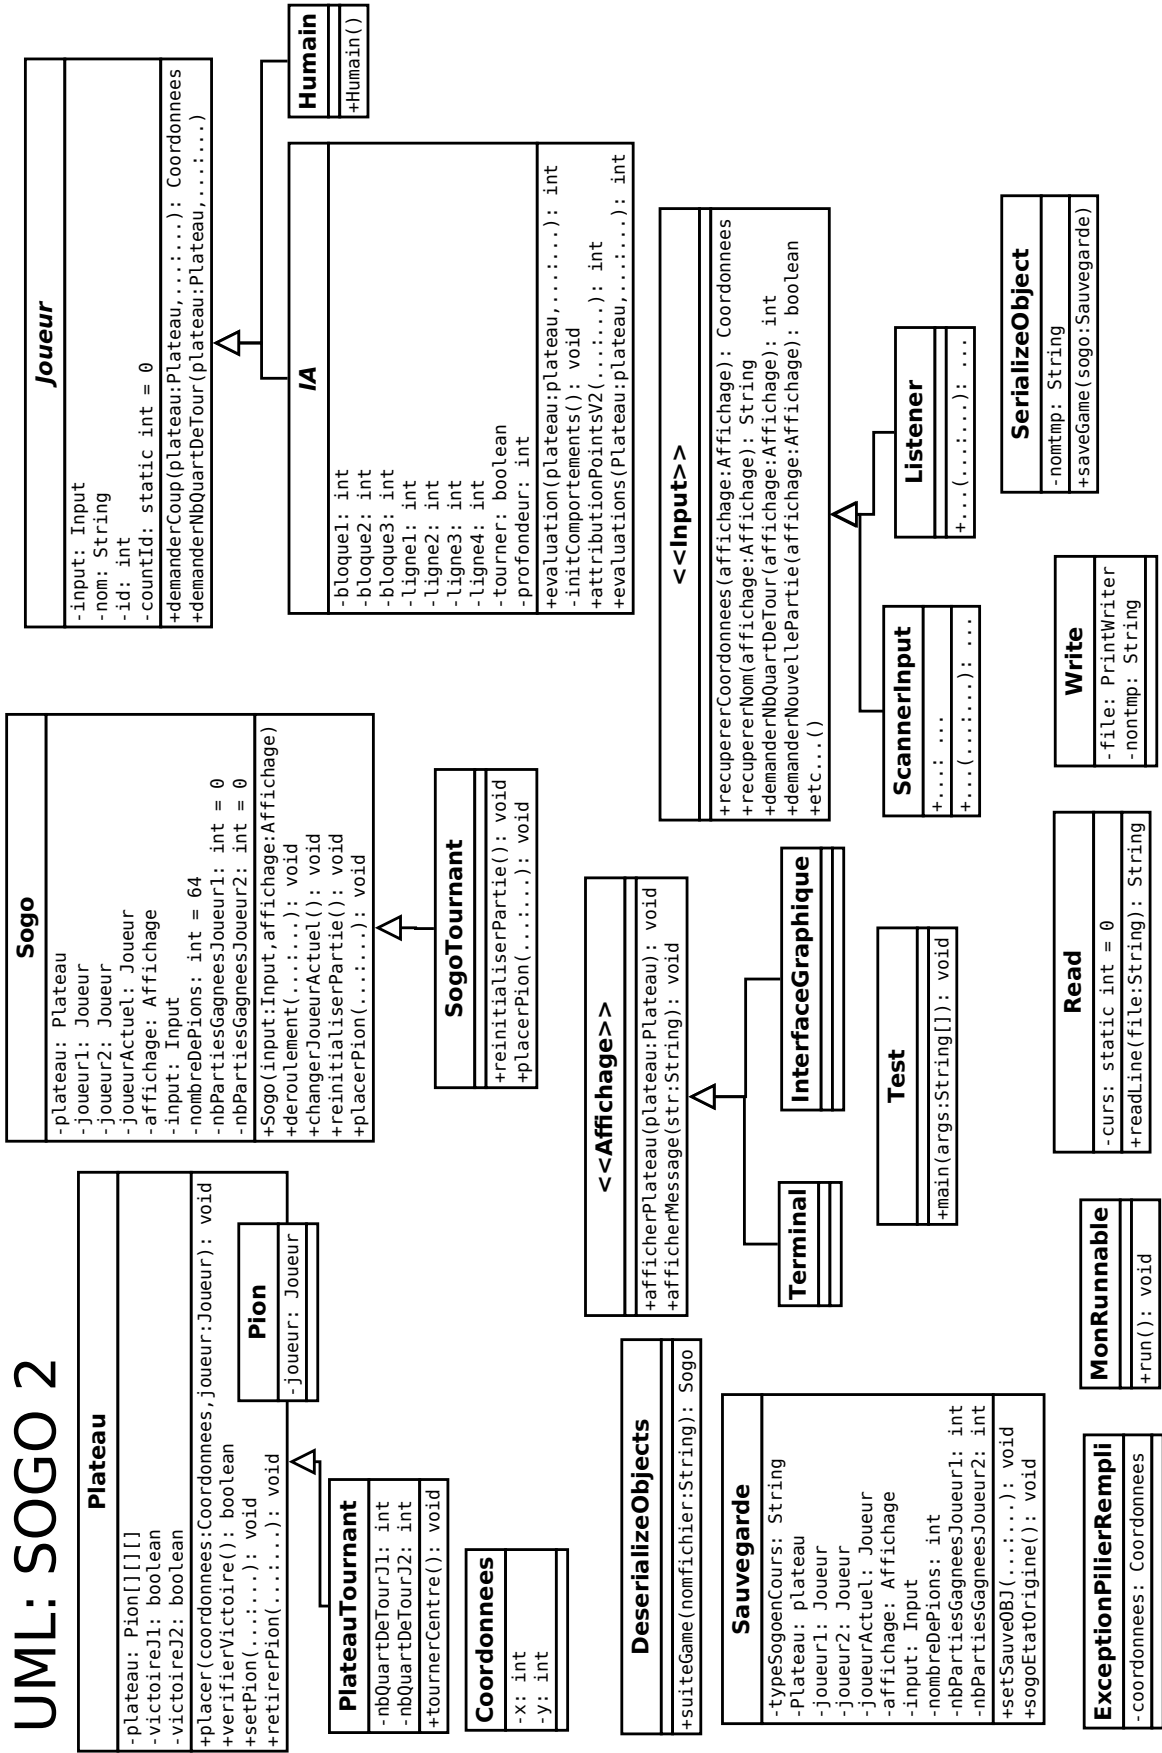 UML: SOGO 2
Plateau
-plateau: Pion[][][]
-victoireJ1: boolean
-victoireJ2: boolean
+placer(coordonnees:Coordonnees,joueur:Joueur): void
+verifierVictoire(): boolean
+setPion(...:...): void
+retirerPion(...:...): void
Pion
-joueur: Joueur
PlateauTournant
-nbQuartDeTourJ1: int
-nbQuartDeTourJ2: int
+tournerCentre(): void
Coordonnees
-x: int
-y: int
Sogo
-plateau: Plateau
-joueur1: Joueur
-joueur2: Joueur
-joueurActuel: Joueur
-affichage: Affichage
-input: Input
-nombreDePions: int = 64
-nbPartiesGagneesJoueur1: int = 0
-nbPartiesGagneesJoueur2: int = 0
+Sogo(input:Input,affichage:Affichage)
+deroulement(...:...): void
+changerJoueurActuel(): void
+reinitialiserPartie(): void
+placerPion(...:...): void
SogoTournant
+reinitialiserPartie(): void
+placerPion(...:...): void
Joueur
-input: Input
-nom: String
-id: int
-countId: static int = 0
+demanderCoup(plateau:Plateau,...:...): Coordonnees
+demanderNbQuartDeTour(plateau:Plateau,...:...)
Humain
+Humain()
IA
-bloque1: int
-bloque2: int
-bloque3: int
-ligne1: int
-ligne2: int
-ligne3: int
-ligne4: int
-tourner: boolean
-profondeur: int
+evaluation(plateau:plateau,...:...): int
-initComportements(): void
+attributionPointsV2(...:...): int
+evaluations(Plateau:plateau,...:...): int
DeserializeObjects
+suiteGame(nomfichier:String): Sogo
Sauvegarde
-typeSogoenCours: String
-Plateau: plateau
-joueur1: Joueur
-joueur2: Joueur
-joueurActuel: Joueur
-affichage: Affichage
-input: Input
-nombreDePions: int
-nbPartiesGagneesJoueur1: int
-nbPartiesGagneesJoueur2: int
+setSauveOBJ(...:...): void
+sogoEtatOrigine(): void
<<Affichage>>
+afficherPlateau(plateau:Plateau): void
+afficherMessage(str:String): void
Terminal
InterfaceGraphique
Test
+main(args:String[]): void
<<Input>>
+recupererCoordonnees(affichage:Affichage): Coordonnees
+recupererNom(affichage:Affichage): String
+demanderNbQuartDeTour(affichage:Affichage): int
+demanderNouvellePartie(affichage:Affichage): boolean
+etc...()
ScannerInput
+...: ...
+...(...:...): ...
Listener
+...(...:...): ...
SerializeObject
-nomtmp: String
+saveGame(sogo:Sauvegarde)
ExceptionPilierRempli
-coordonnees: Coordonnees
MonRunnable
+run(): void
Read
-curs: static int = 0
+readLine(file:String): String
Write
-file: PrintWriter
-nontmp: String